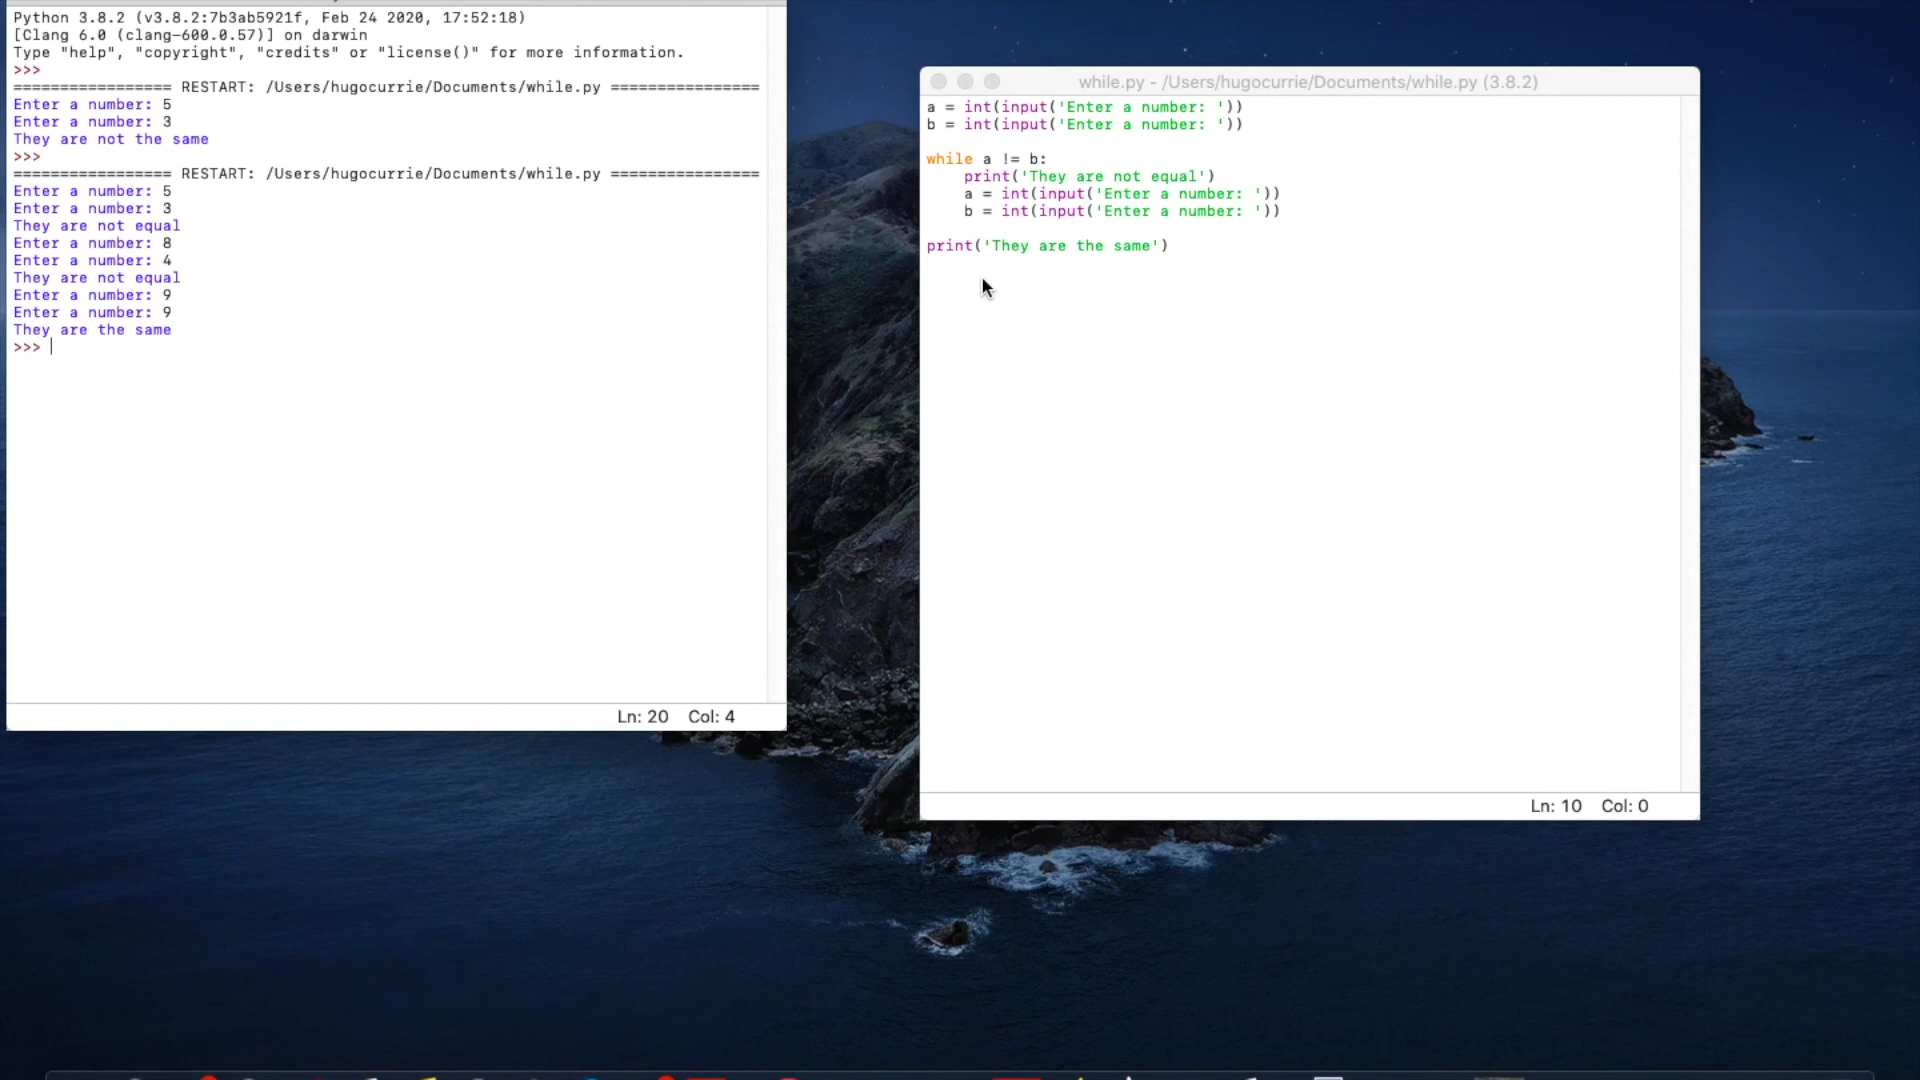 Python 3.8.2 (v3.8.2:7b3ab5921f, Feb 24 2020, 17:52:18)
[Clang 6.0 (clang-600.0.57)] on darwin
Type "help", "copyright", "credits" or "license()" for more information.
>>>
================= RESTART: /Users/hugocurrie/Documents/while.py ================
Enter a number: 5
Enter a number: 3
They are not the same
>>>
================= RESTART: /Users/hugocurrie/Documents/while.py ================
Enter a number: 5
Enter a number: 3
They are not equal
Enter a number: 8
Enter a number: 4
They are not equal
Enter a number: 9
Enter a number: 9
They are the same
>>>
Ln: 20 Col: 4
while.py - /Users/hugocurrie/Documents/while.py (3.8.2)
a = int(input('Enter a number: '))
b = int(input('Enter a number: '))
while a != b:
    print('They are not equal')
    a = int(input('Enter a number: '))
    b = int(input('Enter a number: '))
print('They are the same')
Ln: 10 Col: 0